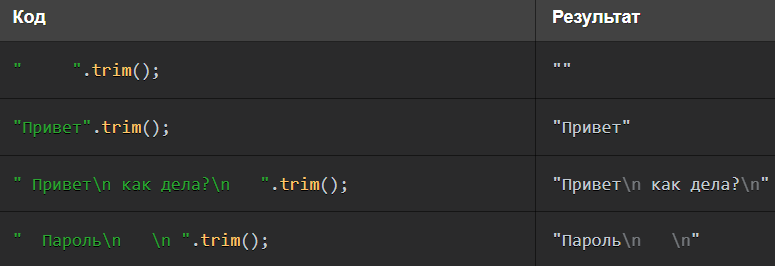 Код Результат
"     ".trim(); ""
"Привет".trim(); "Привет"
" Привет\n как дела?\n   ".trim(); "Привет\n как дела?\n"
"  Пароль\n   \n ".trim(); "Пароль\n   \n"